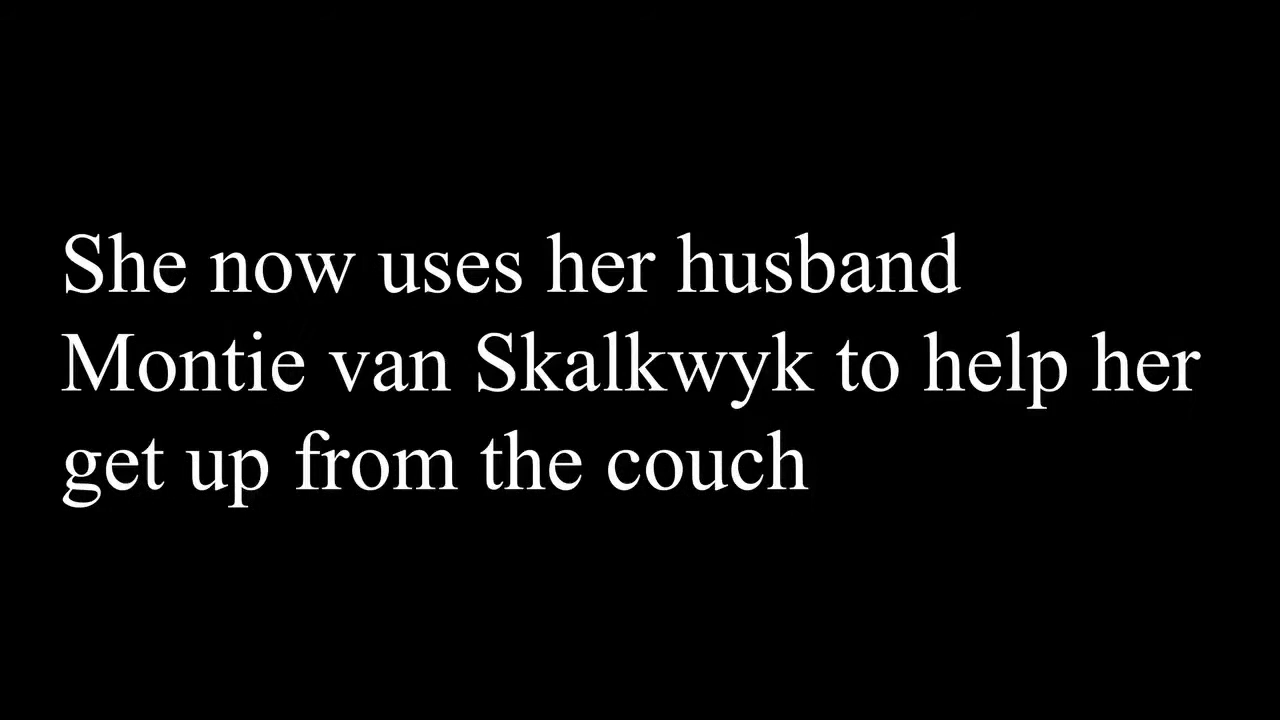 She now uses her husband
Montie van Skalkwyk to help her
get up from the couch